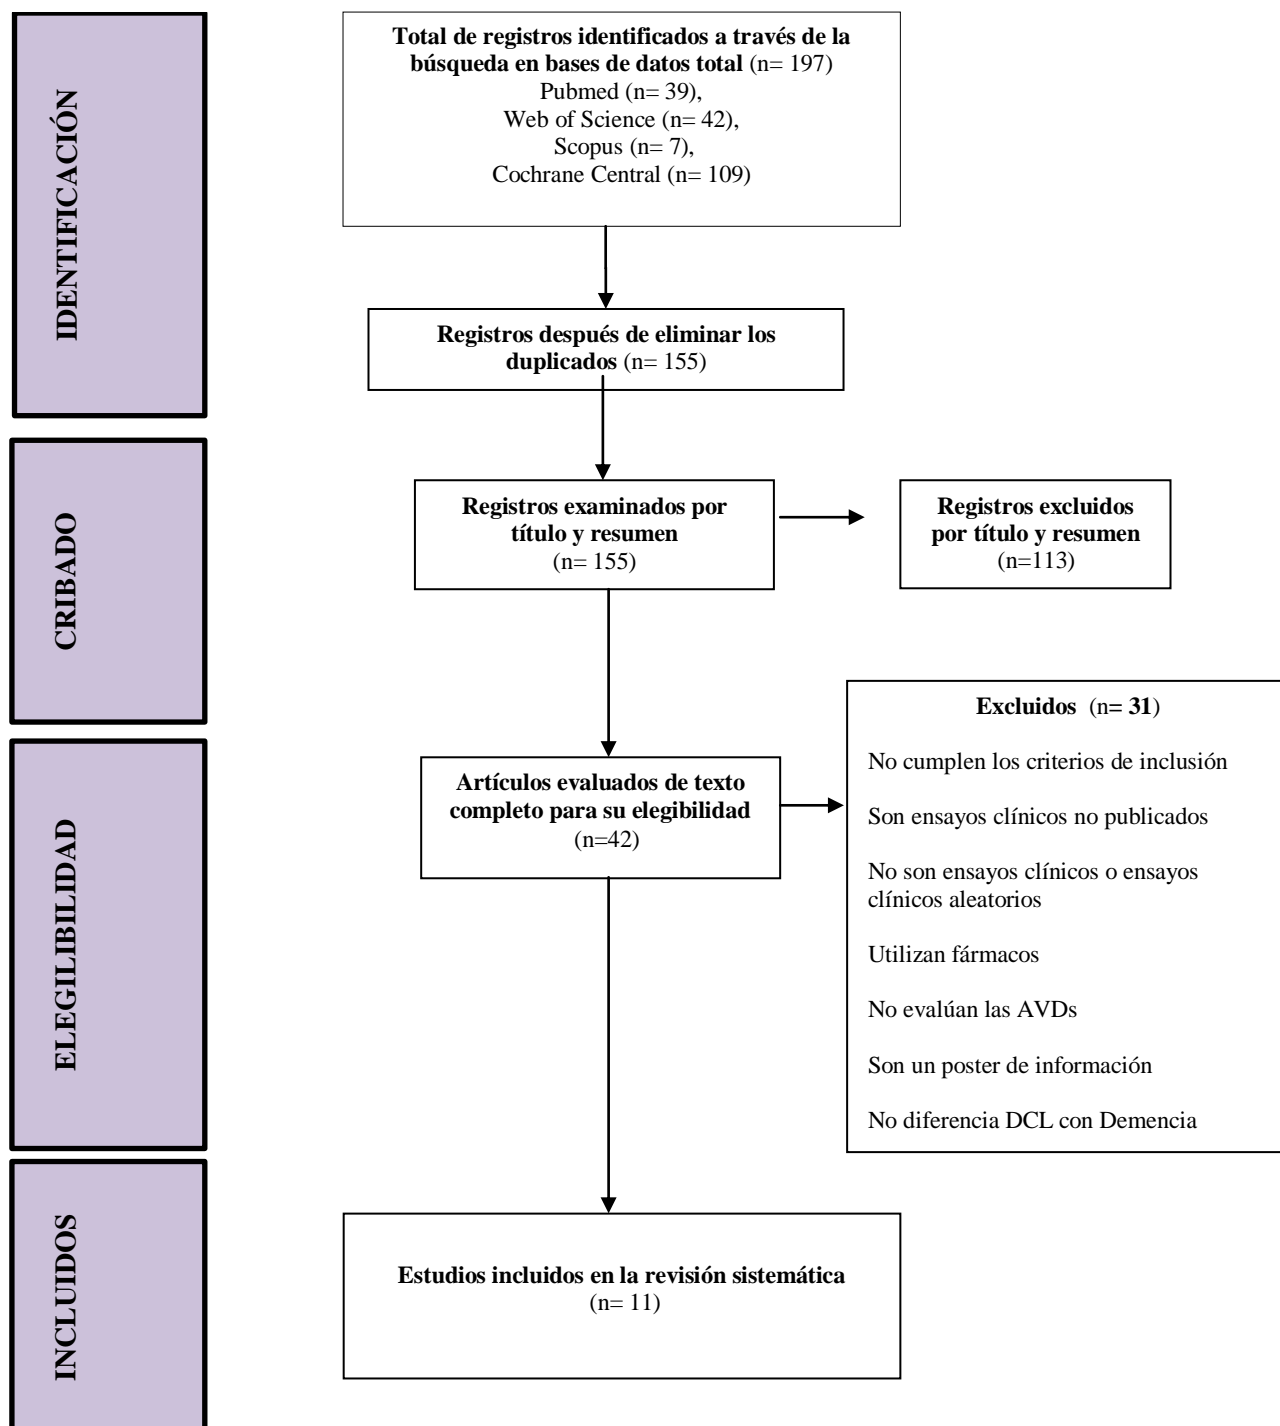 IDENTIFICACIÓN
Total de registros identificados a través de la
búsqueda en bases de datos total (n= 197)
Pubmed (n= 39),
Web of Science (n= 42),
Scopus (n= 7),
Cochrane Central (n= 109)
Registros después de eliminar los
duplicados (n= 155)
CRIBADO
Registros examinados por
título y resumen
(n= 155)
Registros excluidos
por título y resumen
(n=113)
ELEGILIBILIDAD
Artículos evaluados de texto
completo para su elegibilidad
(n=42)
Excluidos (n= 31)
No cumplen los criterios de inclusión
Son ensayos clínicos no publicados
No son ensayos clínicos o ensayos
clínicos aleatorios
Utilizan fármacos
No evalúan las AVDs
Son un poster de información
No diferencia DCL con Demencia
INCLUIDOS
Estudios incluidos en la revisión sistemática
(n= 11)